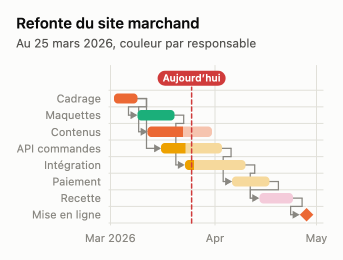 Refonte du site marchand
Au 25 mars 2026, couleur par responsable
Aujourd'hui
Cadrage
Maquettes
Contenus
API commandes
Intégration
Paiement
Recette
Mise en ligne
Mar 2026
Apr
May